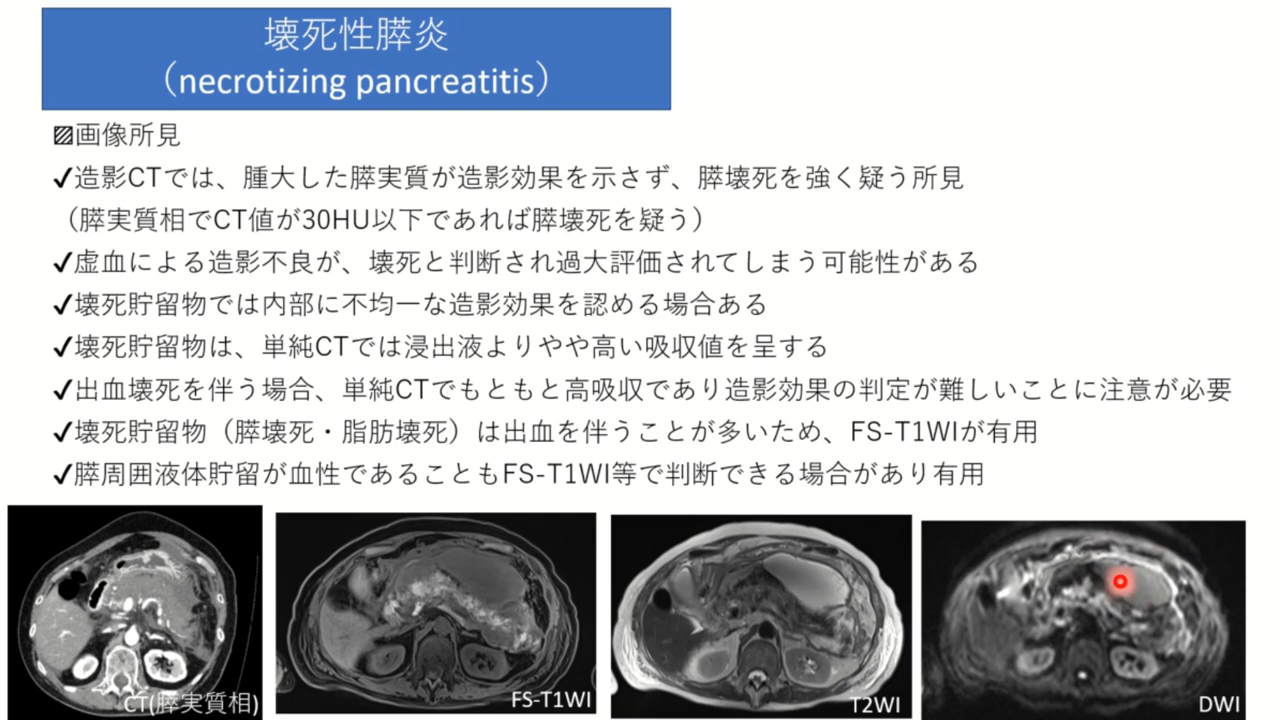 壊死性膵炎
（necrotizing pancreatitis）
▨画像所見
✓造影CTでは、腫大した膵実質が造影効果を示さず、膵壊死を強く疑う所見
（膵実質相でCT値が30HU以下であれば膵壊死を疑う）
✓虚血による造影不良が、壊死と判断され過大評価されてしまう可能性がある
✓壊死貯留物では内部に不均一な造影効果を認める場合ある
✓壊死貯留物は、単純CTでは浸出液よりやや高い吸収値を呈する
✓出血壊死を伴う場合、単純CTでもともと高吸収であり造影効果の判定が難しいことに注意が必要
✓壊死貯留物（膵壊死・脂肪壊死）は出血を伴うことが多いため、FS-T1WIが有用
✓膵周囲液体貯留が血性であることもFS-T1WI等で判断できる場合があり有用
CT(膵実質相)
FS-T1WI
T2WI
DWI